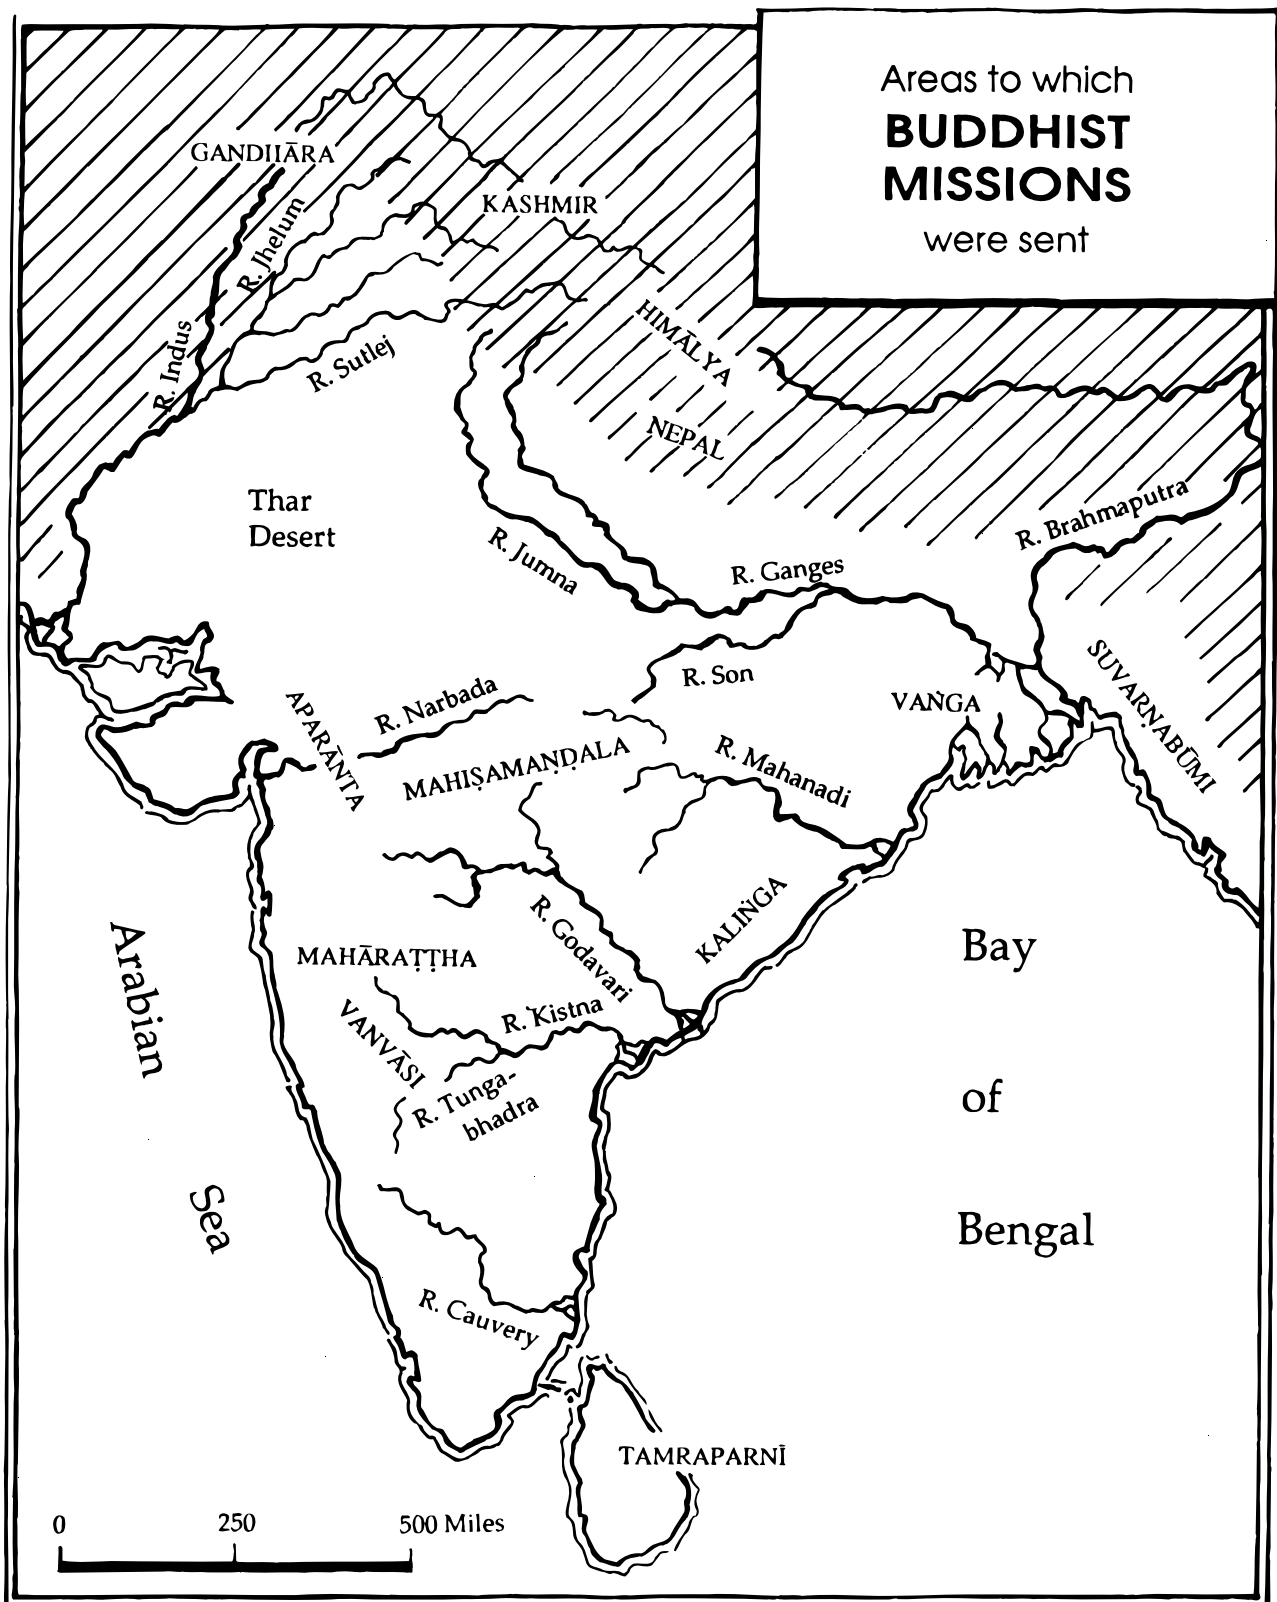 Areas to which
BUDDHIST
MISSIONS
were sent
GANDHĀRA
KASHMIR
R. Jhelum
R. Indus
R. Sutlej
HIMĀLYA
NEPAL
Thar
Desert
R. Jumna
R. Ganges
R. Brahmaputra
R. Son
SUVARṆABŪMI
VAṄGA
APARĀNTA
R. Narbada
MAHIṢAMAṆḌALA
R. Mahanadi
R. Godavari
KALIṄGA
MAHĀRAṬṬHA
VANVĀSI
R. Kistna
R. Tunga-
bhadra
Arabian
Sea
Bay
of
Bengal
R. Cauvery
TAMRAPARNĪ
0 250 500 Miles